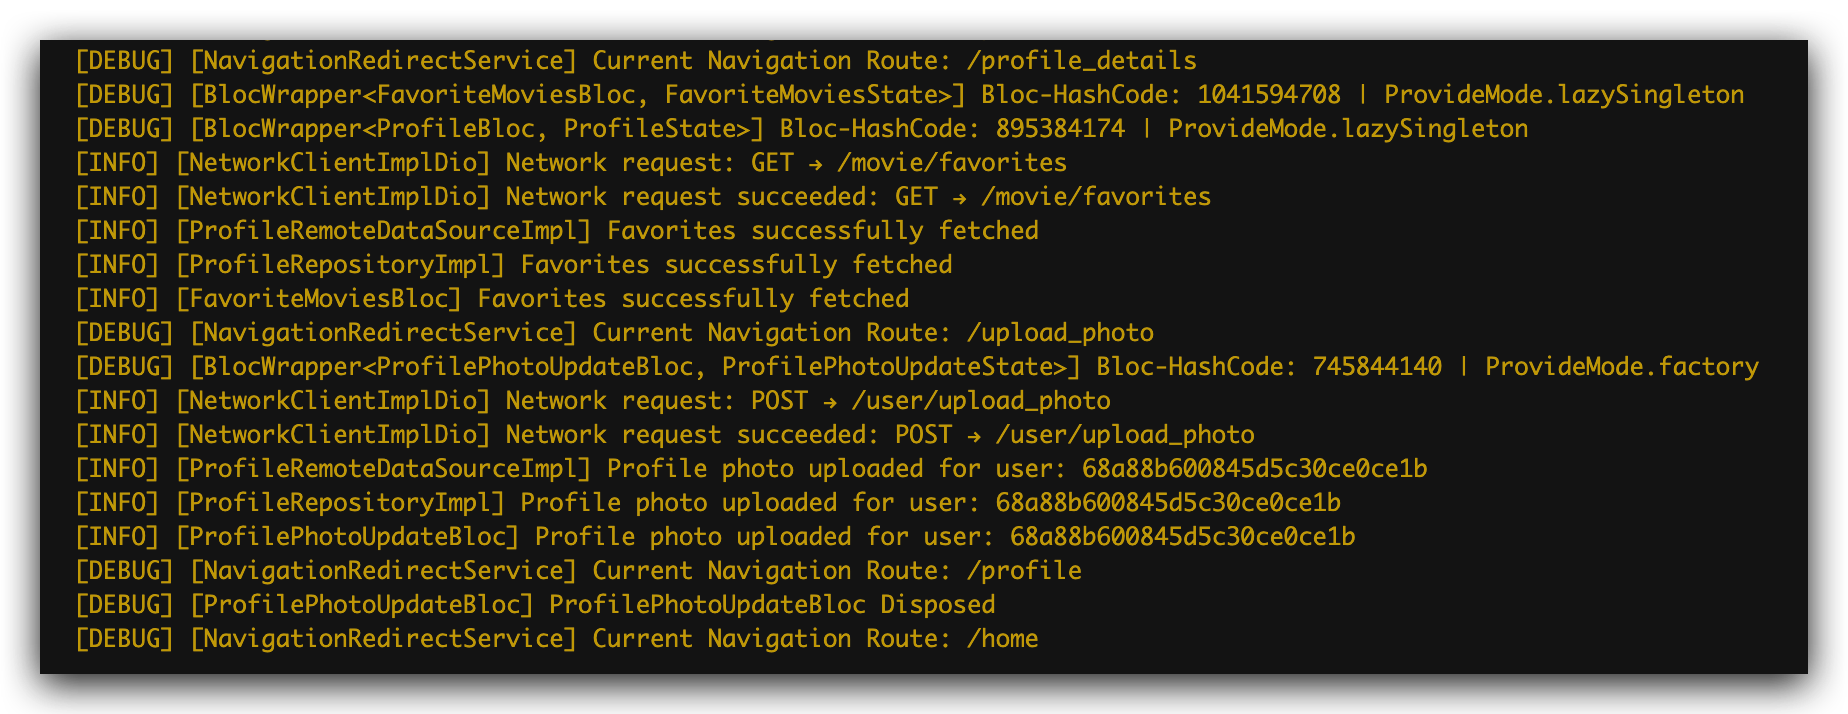 [DEBUG] [NavigationRedirectService] Current Navigation Route: /profile_details
[DEBUG] [BlocWrapper<FavoriteMoviesBloc, FavoriteMoviesState>] Bloc-HashCode: 1041594708 | ProvideMode.lazySingleton
[DEBUG] [BlocWrapper<ProfileBloc, ProfileState>] Bloc-HashCode: 895384174 | ProvideMode.lazySingleton
[INFO] [NetworkClientImplDio] Network request: GET → /movie/favorites
[INFO] [NetworkClientImplDio] Network request succeeded: GET → /movie/favorites
[INFO] [ProfileRemoteDataSourceImpl] Favorites successfully fetched
[INFO] [ProfileRepositoryImpl] Favorites successfully fetched
[INFO] [FavoriteMoviesBloc] Favorites successfully fetched
[DEBUG] [NavigationRedirectService] Current Navigation Route: /upload_photo
[DEBUG] [BlocWrapper<ProfilePhotoUpdateBloc, ProfilePhotoUpdateState>] Bloc-HashCode: 745844140 | ProvideMode.factory
[INFO] [NetworkClientImplDio] Network request: POST → /user/upload_photo
[INFO] [NetworkClientImplDio] Network request succeeded: POST → /user/upload_photo
[INFO] [ProfileRemoteDataSourceImpl] Profile photo uploaded for user: 68a88b600845d5c30ce0ce1b
[INFO] [ProfileRepositoryImpl] Profile photo uploaded for user: 68a88b600845d5c30ce0ce1b
[INFO] [ProfilePhotoUpdateBloc] Profile photo uploaded for user: 68a88b600845d5c30ce0ce1b
[DEBUG] [NavigationRedirectService] Current Navigation Route: /profile
[DEBUG] [ProfilePhotoUpdateBloc] ProfilePhotoUpdateBloc Disposed
[DEBUG] [NavigationRedirectService] Current Navigation Route: /home